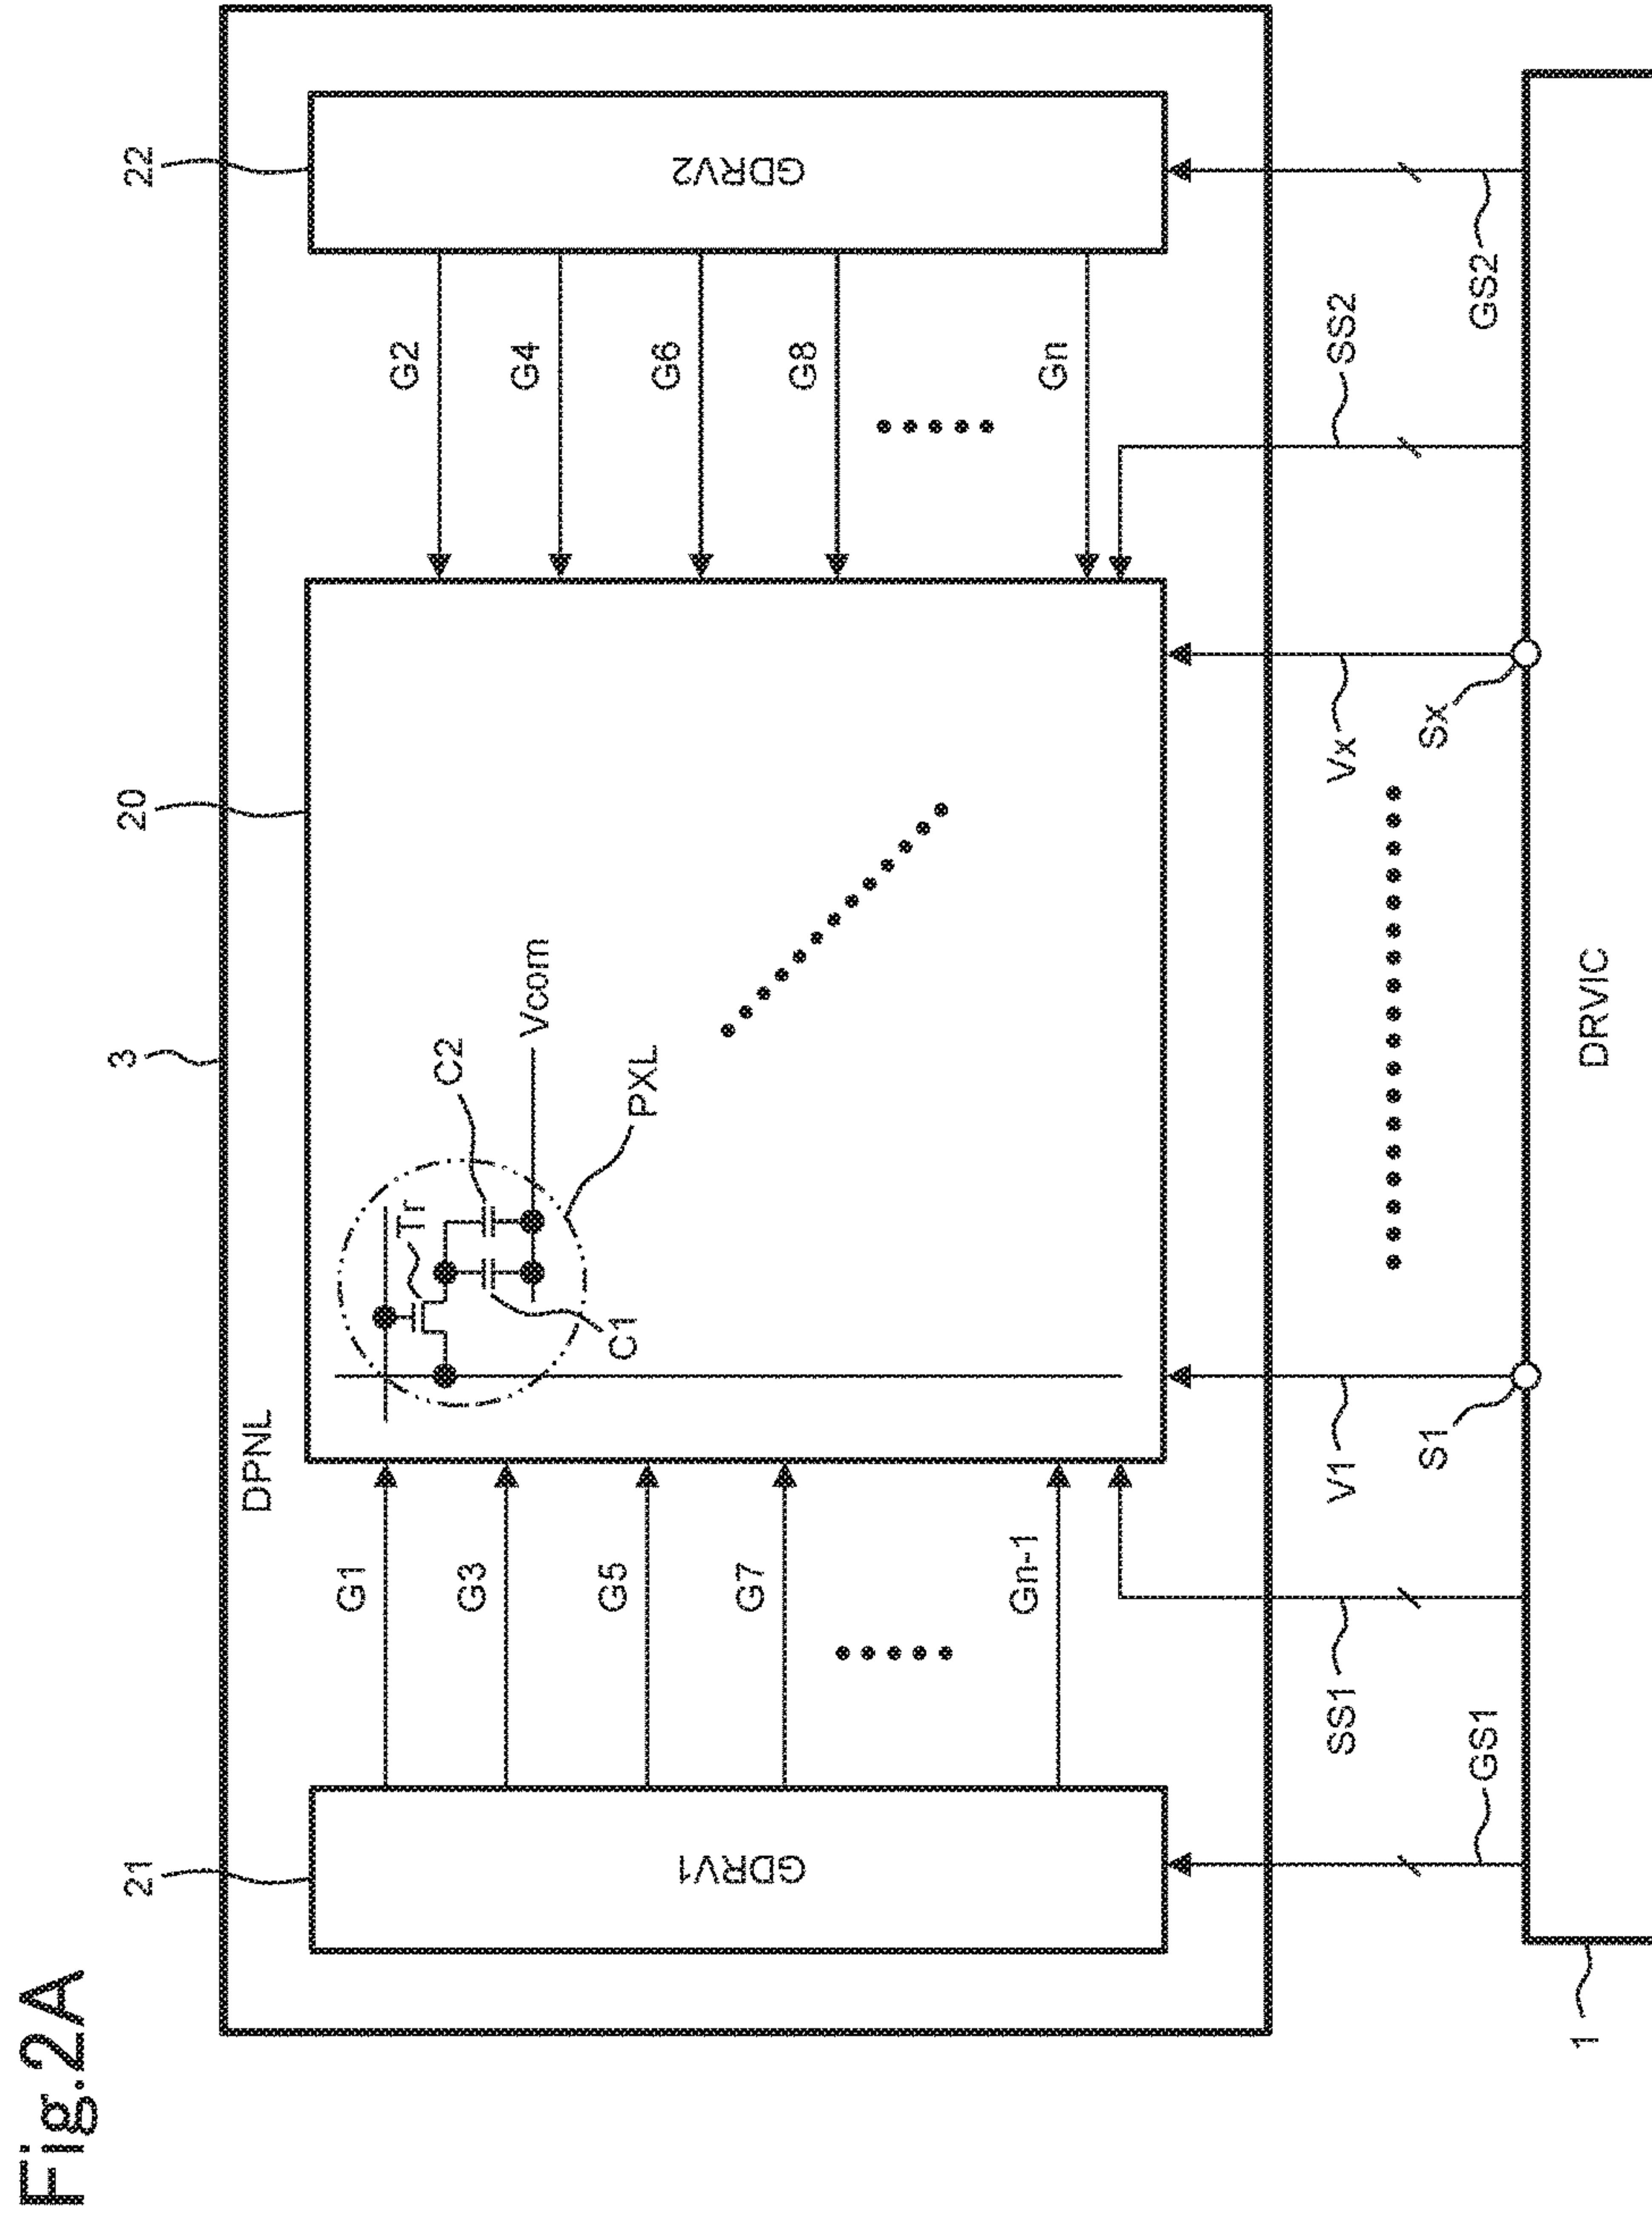 Fig.2A
3
21
20
22
DPNL
GDRV1
GDRV2
G1
G3
G5
G7
Gn-1
G2
G4
G6
G8
Gn
Tr
C2
Vcom
C1
PXL
SS1
V1
Vx
SS2
GS1
S1
Sx
GS2
1
DRVIC